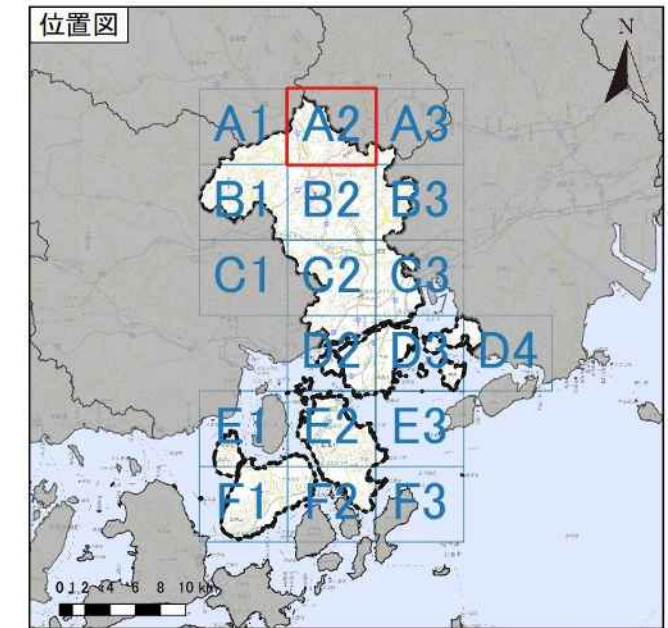 位置図
N
A1 A2 A3
B1 B2 B3
C1 C2 C3
D2 D3 D4
E1 E2 E3
F1 F2 F3
0 1 2 4 6 8 10 km